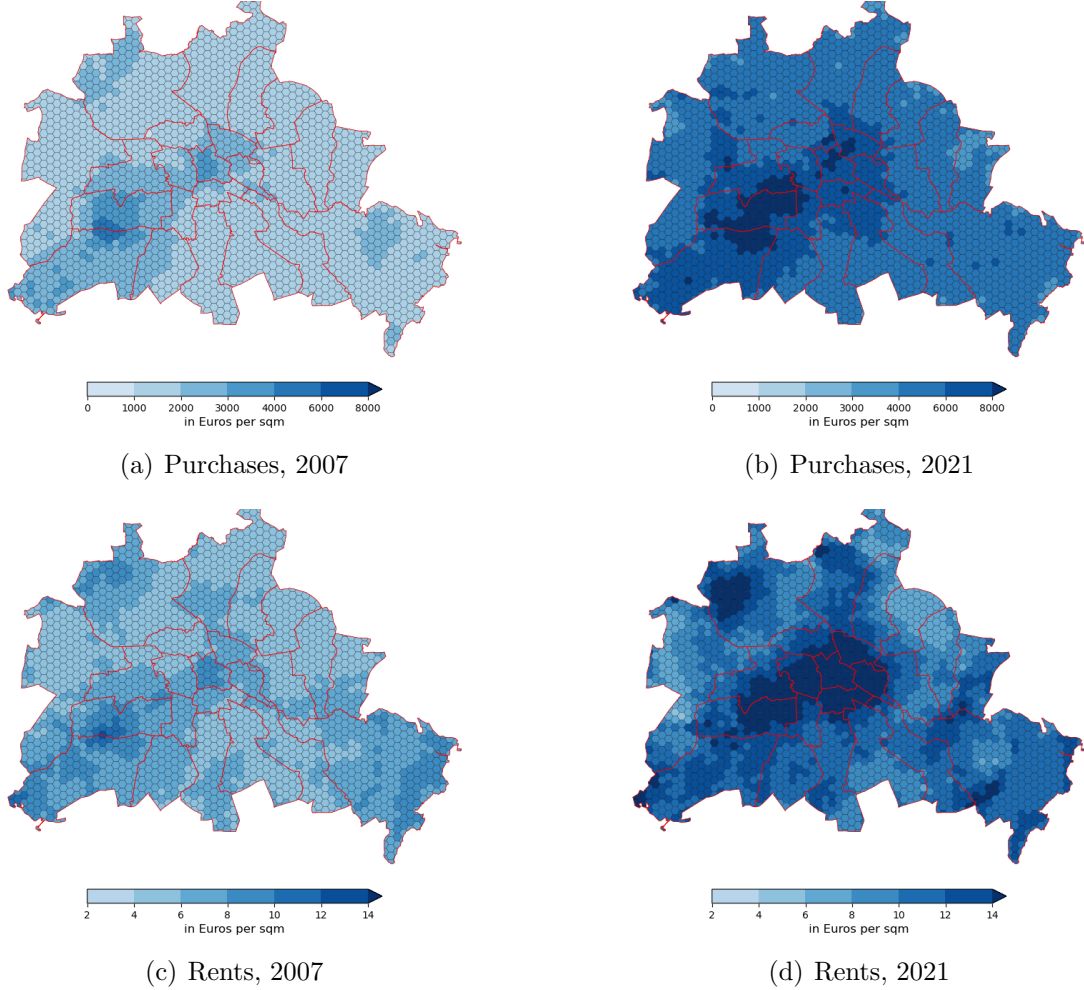 0 1000 2000 3000 4000 6000 8000
in Euros per sqm
(a) Purchases, 2007
0 1000 2000 3000 4000 6000 8000
in Euros per sqm
(b) Purchases, 2021
2 4 6 8 10 12 14
in Euros per sqm
(c) Rents, 2007
2 4 6 8 10 12 14
in Euros per sqm
(d) Rents, 2021